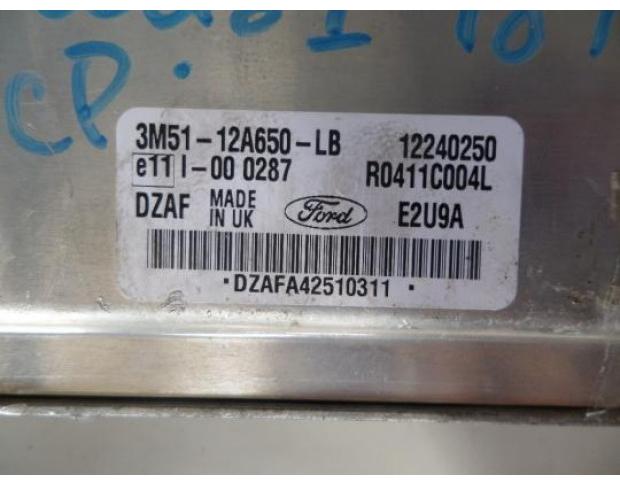 CP.
3M51-12A650-LB 12240250
e11 I-00 0287 R0411C004L
DZAF MADE IN UK Ford E2U9A
·DZAFA42510311 ·